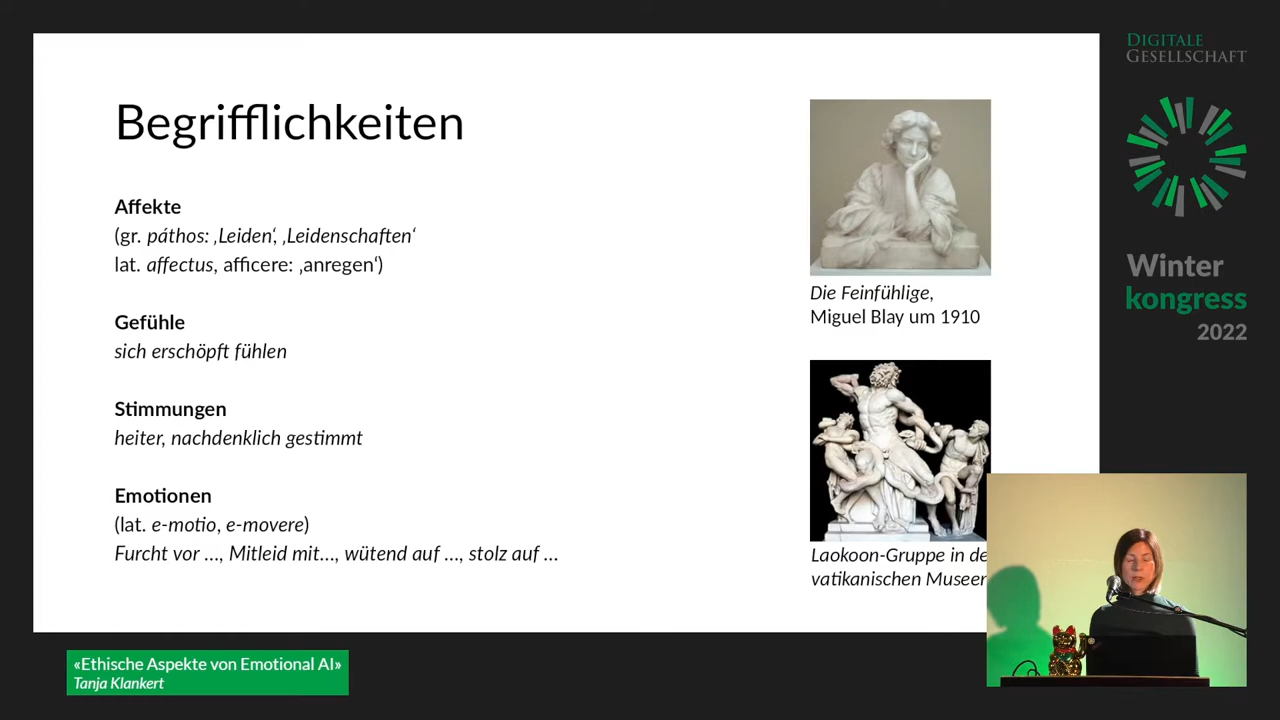 Begrifflichkeiten
Affekte
(gr. páthos: ‚Leiden‘, ‚Leidenschaften‘
lat. affectus, afficere: ‚anregen‘)
Gefühle
sich erschöpft fühlen
Stimmungen
heiter, nachdenklich gestimmt
Emotionen
(lat. e-motio, e-movere)
Furcht vor ..., Mitleid mit..., wütend auf ..., stolz auf ...
Die Feinfühlige,
Miguel Blay um 1910
Laokoon-Gruppe in de
vatikanischen Museen
DIGITALE
GESELLSCHAFT
Winter
kongress
2022
«Ethische Aspekte von Emotional AI»
Tanja Klankert